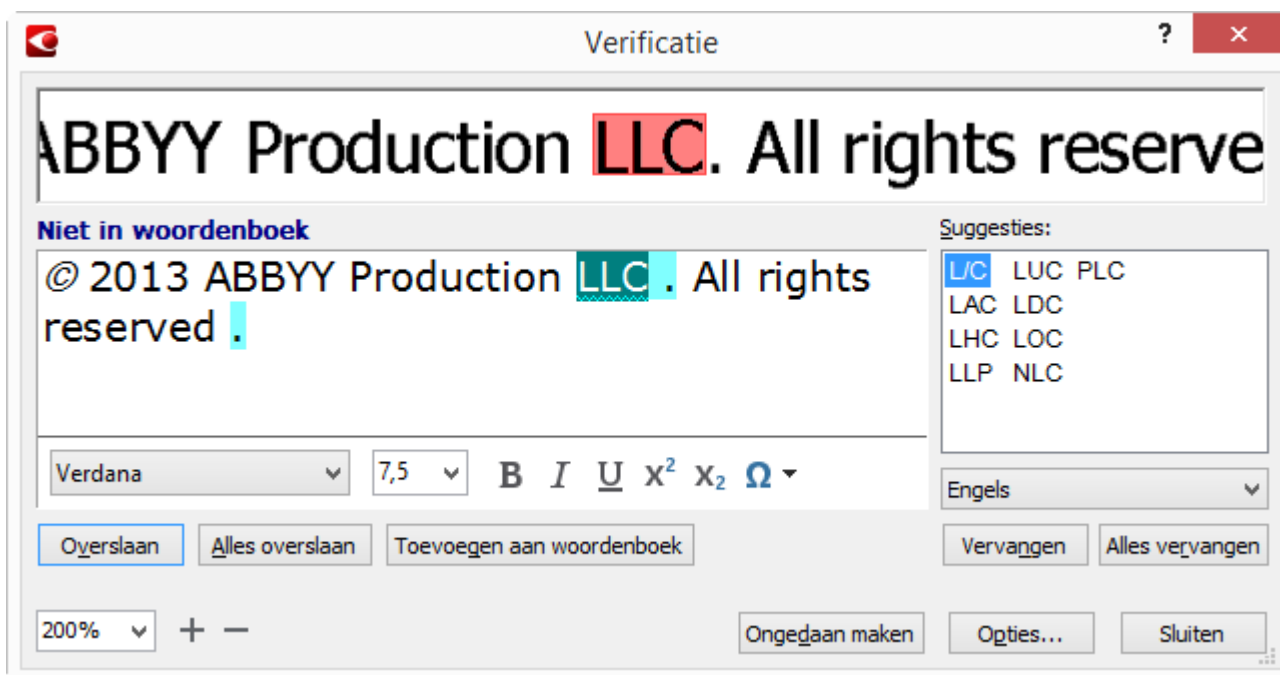 Verificatie
?
ABBYY Production LLC. All rights reserve
Niet in woordenboek
© 2013 ABBYY Production LLC . All rights
reserved .
Suggesties:
L/C LUC PLC
LAC LDC
LHC LOC
LLP NLC
Verdana 7,5 B I U X² X₂ Ω
Engels
Overslaan Alles overslaan Toevoegen aan woordenboek Vervangen Alles vervangen
200% + − Ongedaan maken Opties... Sluiten